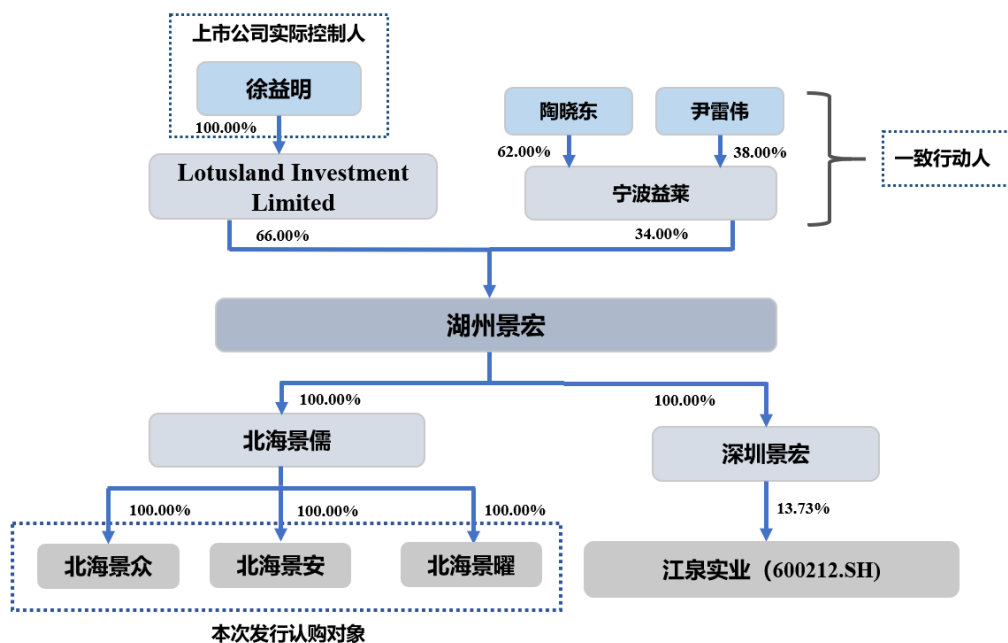 上市公司实际控制人
徐益明
陶晓东
尹雷伟
100.00%
62.00%
38.00%
一致行动人
Lotusland Investment
Limited
宁波益莱
66.00%
34.00%
湖州景宏
100.00%
100.00%
北海景儒
深圳景宏
100.00%
100.00%
100.00%
13.73%
北海景众
北海景安
北海景曜
江泉实业（600212.SH)
本次发行认购对象